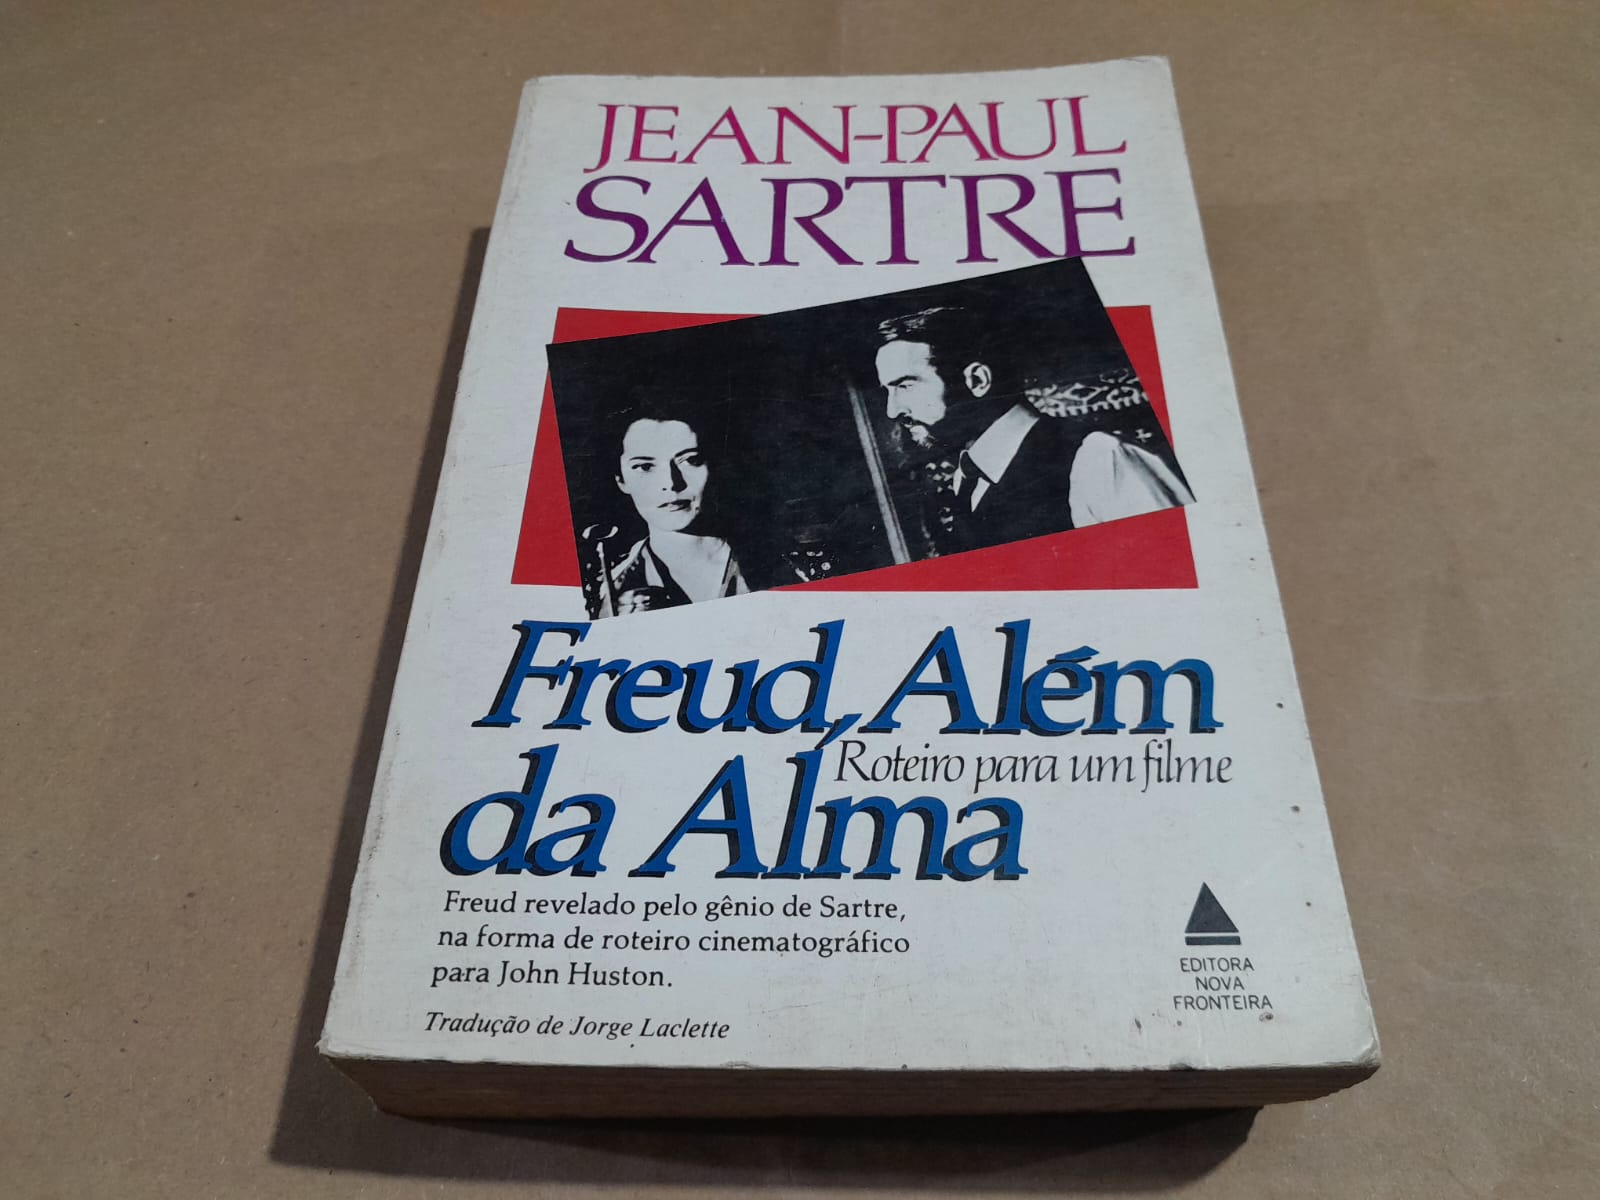 JEAN-PAUL
SARTRE
Freud, Além
da Alma
Roteiro para um filme
Freud revelado pelo gênio de Sartre,
na forma de roteiro cinematográfico
para John Huston.
Tradução de Jorge Laclette
EDITORA
NOVA
FRONTEIRA